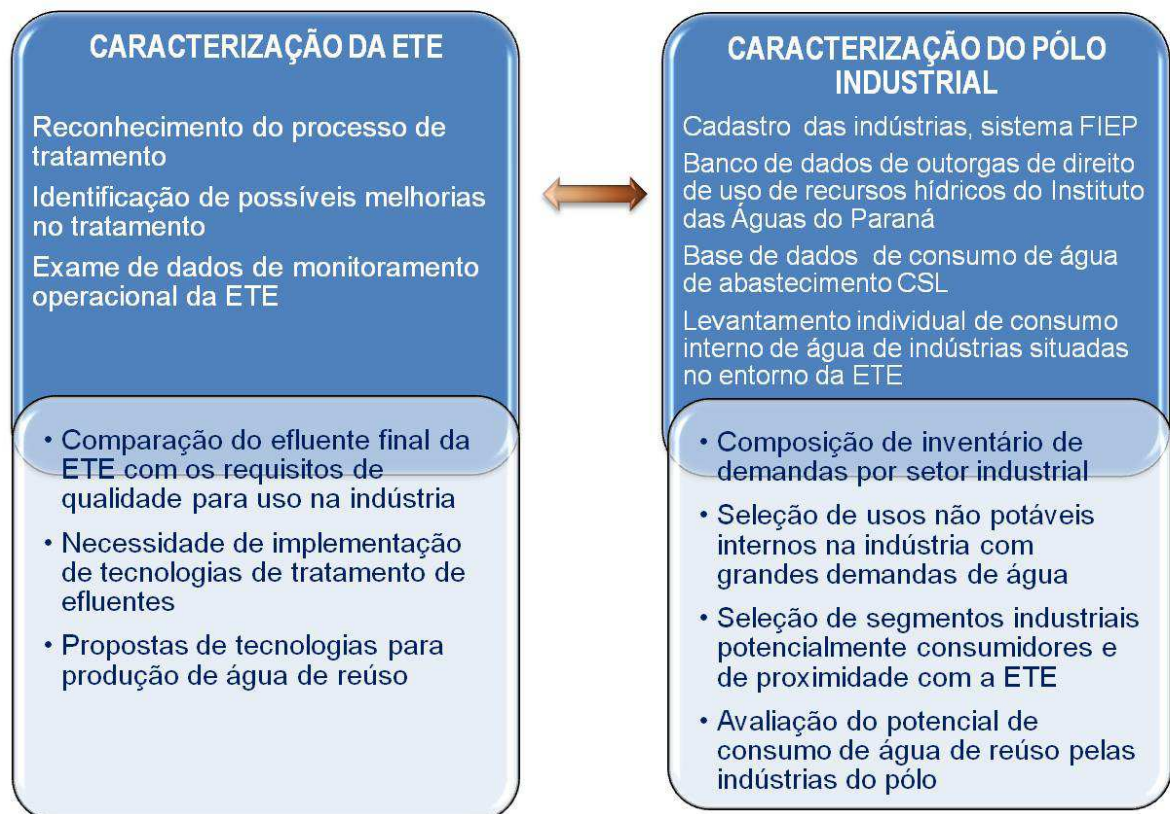 CARACTERIZAÇÃO DA ETE
Reconhecimento do processo de
tratamento
Identificação de possíveis melhorias
no tratamento
Exame de dados de monitoramento
operacional da ETE
• Comparação do efluente final da
ETE com os requisitos de
qualidade para uso na indústria
• Necessidade de implementação
de tecnologias de tratamento de
efluentes
• Propostas de tecnologias para
produção de água de reúso
CARACTERIZAÇÃO DO PÓLO
INDUSTRIAL
Cadastro das indústrias, sistema FIEP
Banco de dados de outorgas de direito
de uso de recursos hídricos do Instituto
das Águas do Paraná
Base de dados de consumo de água
de abastecimento CSL
Levantamento individual de consumo
interno de água de indústrias situadas
no entorno da ETE
• Composição de inventário de
demandas por setor industrial
• Seleção de usos não potáveis
internos na indústria com
grandes demandas de água
• Seleção de segmentos industriais
potencialmente consumidores e
de proximidade com a ETE
• Avaliação do potencial de
consumo de água de reúso pelas
indústrias do pólo